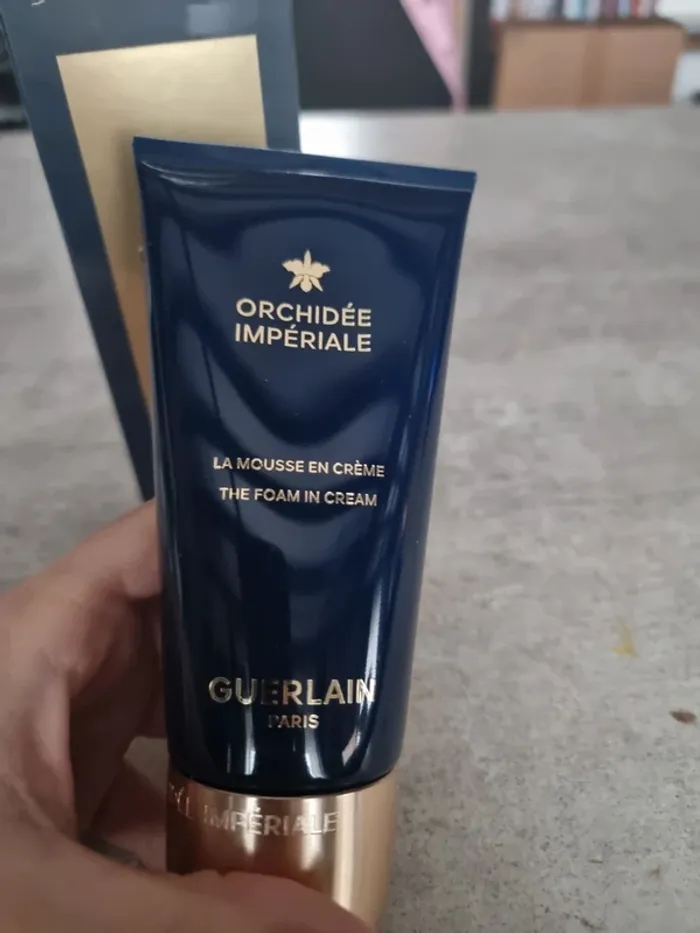 ORCHIDÉE
IMPÉRIALE
LA MOUSSE EN CRÈME
THE FOAM IN CREAM
GUERLAIN
PARIS
IMPÉRIALE